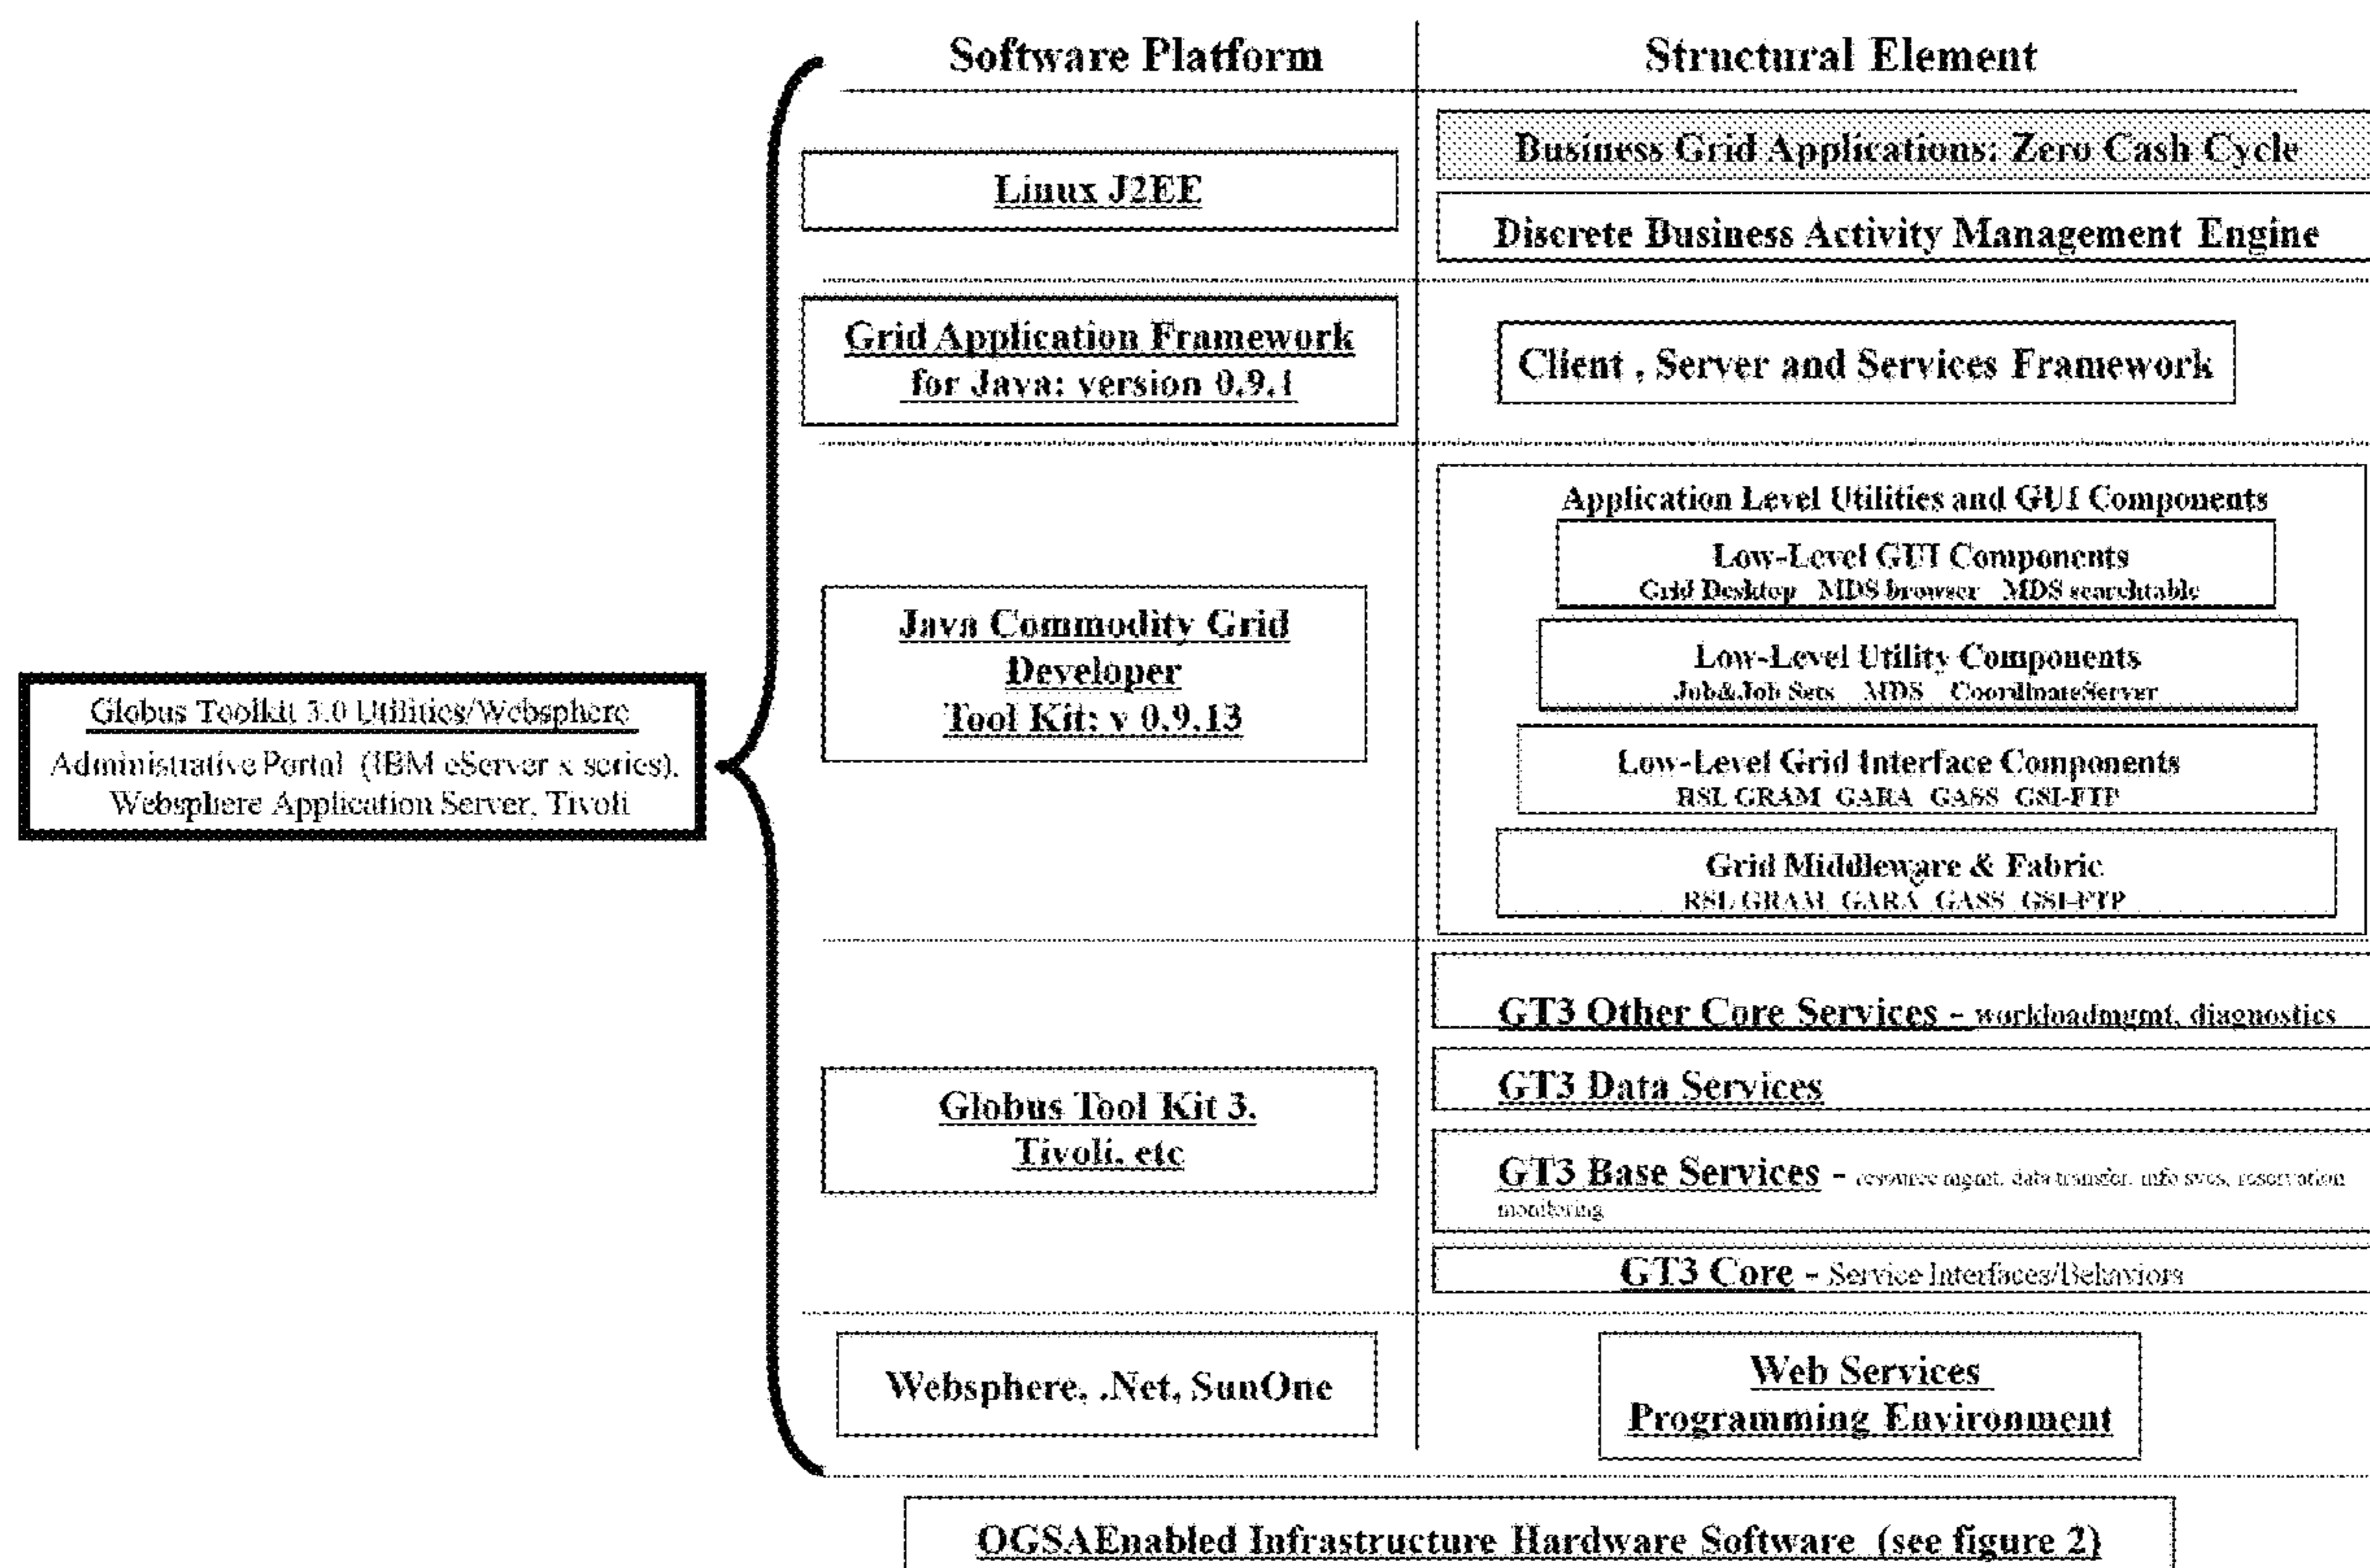 Software Platform
Structural Element
Linux J2EE
Business Grid Applications: Zero Cash Cycle
Discrete Business Activity Management Engine
Grid Application Framework
for Java: version 0.9.1
Client , Server and Services Framework
Java Commodity Grid
Developer
Tool Kit: v 0.9.13
Application Level Utilities and GUI Components
Low-Level GUI Components
Grid Desktop MDS browser MDS searchtable
Low-Level Utility Components
Job&Job Sets MDS CoordinateServer
Low-Level Grid Interface Components
RSL GRAM GARA GASS GSI-FTP
Grid Middleware & Fabric
RSL GRAM GARA GASS GSI-FTP
Globus Toolkit 3.0 Utilities/Websphere
Administrative Portal (IBM eServer x series),
Websphere Application Server, Tivoli
Globus Tool Kit 3.
Tivoli, etc
GT3 Other Core Services - workloadmgmt, diagnostics
GT3 Data Services
GT3 Base Services - resource mgmt, data transfer, info svcs, reservation
monitoring
GT3 Core - Service Interfaces/Behaviors
Websphere, .Net, SunOne
Web Services
Programming Environment
OGSAEnabled Infrastructure Hardware Software (see figure 2)